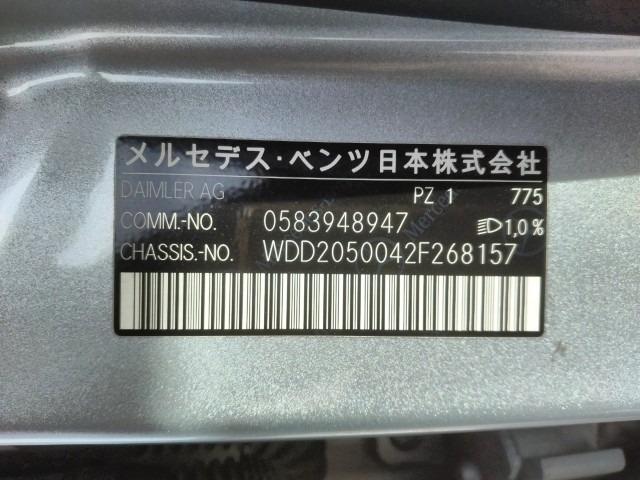 メルセデス・ベンツ日本株式会社
DAIMLER AG PZ 1 775
COMM.-NO. 0583948947 1,0 %
CHASSIS.-NO. WDD2050042F268157